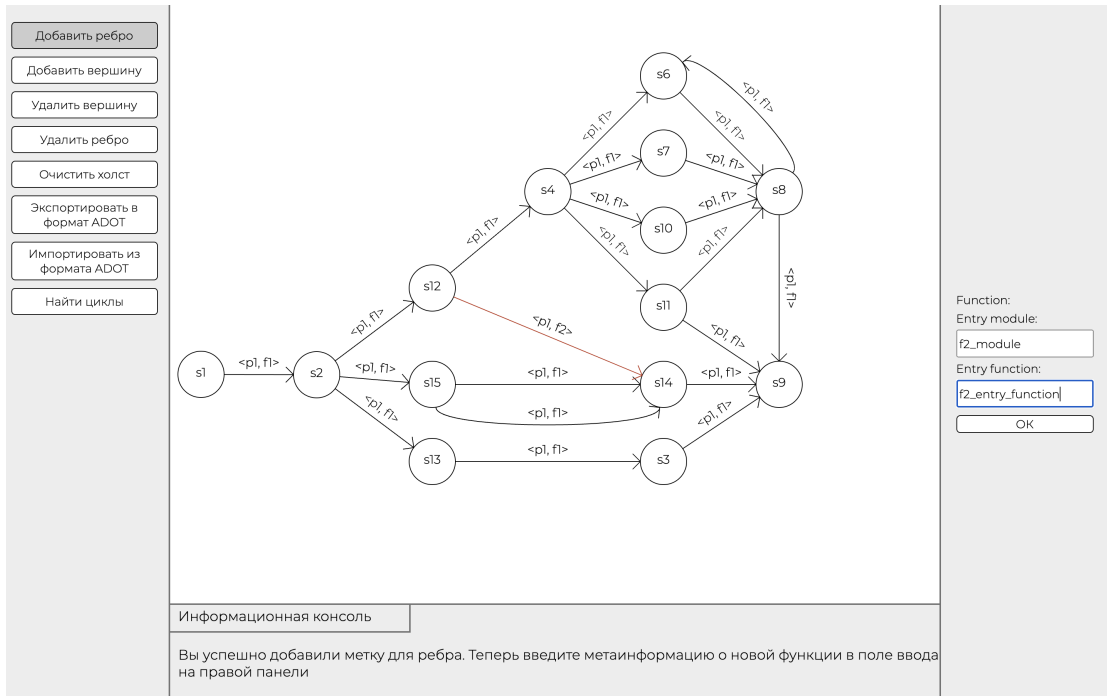 Добавить ребро
Добавить вершину
Удалить вершину
Удалить ребро
Очистить холст
Экспортировать в
формат ADOT
Импортировать из
формата ADOT
Найти циклы
s6
<p1, f1>
<p1, f1>
<p1, f1>
s7
<p1, f1>
<p1, f1>
s4
s8
<p1, f1>
<p1, f1>
s10
<p1, f1>
<p1, f1>
<p1, f1>
s12
<p1, f1>
s11
<p1, f1>
<p1, f2>
<p1, f1>
s1
<p1, f1>
s2
<p1, f1>
s15
<p1, f1>
s14
<p1, f1>
s9
<p1, f1>
<p1, f1>
<p1, f1>
s13
<p1, f1>
s3
Function:
Entry module:
f2_module
Entry function:
f2_entry_function
OK
Информационная консоль
Вы успешно добавили метку для ребра. Теперь введите метаинформацию о новой функции в поле ввода
на правой панели